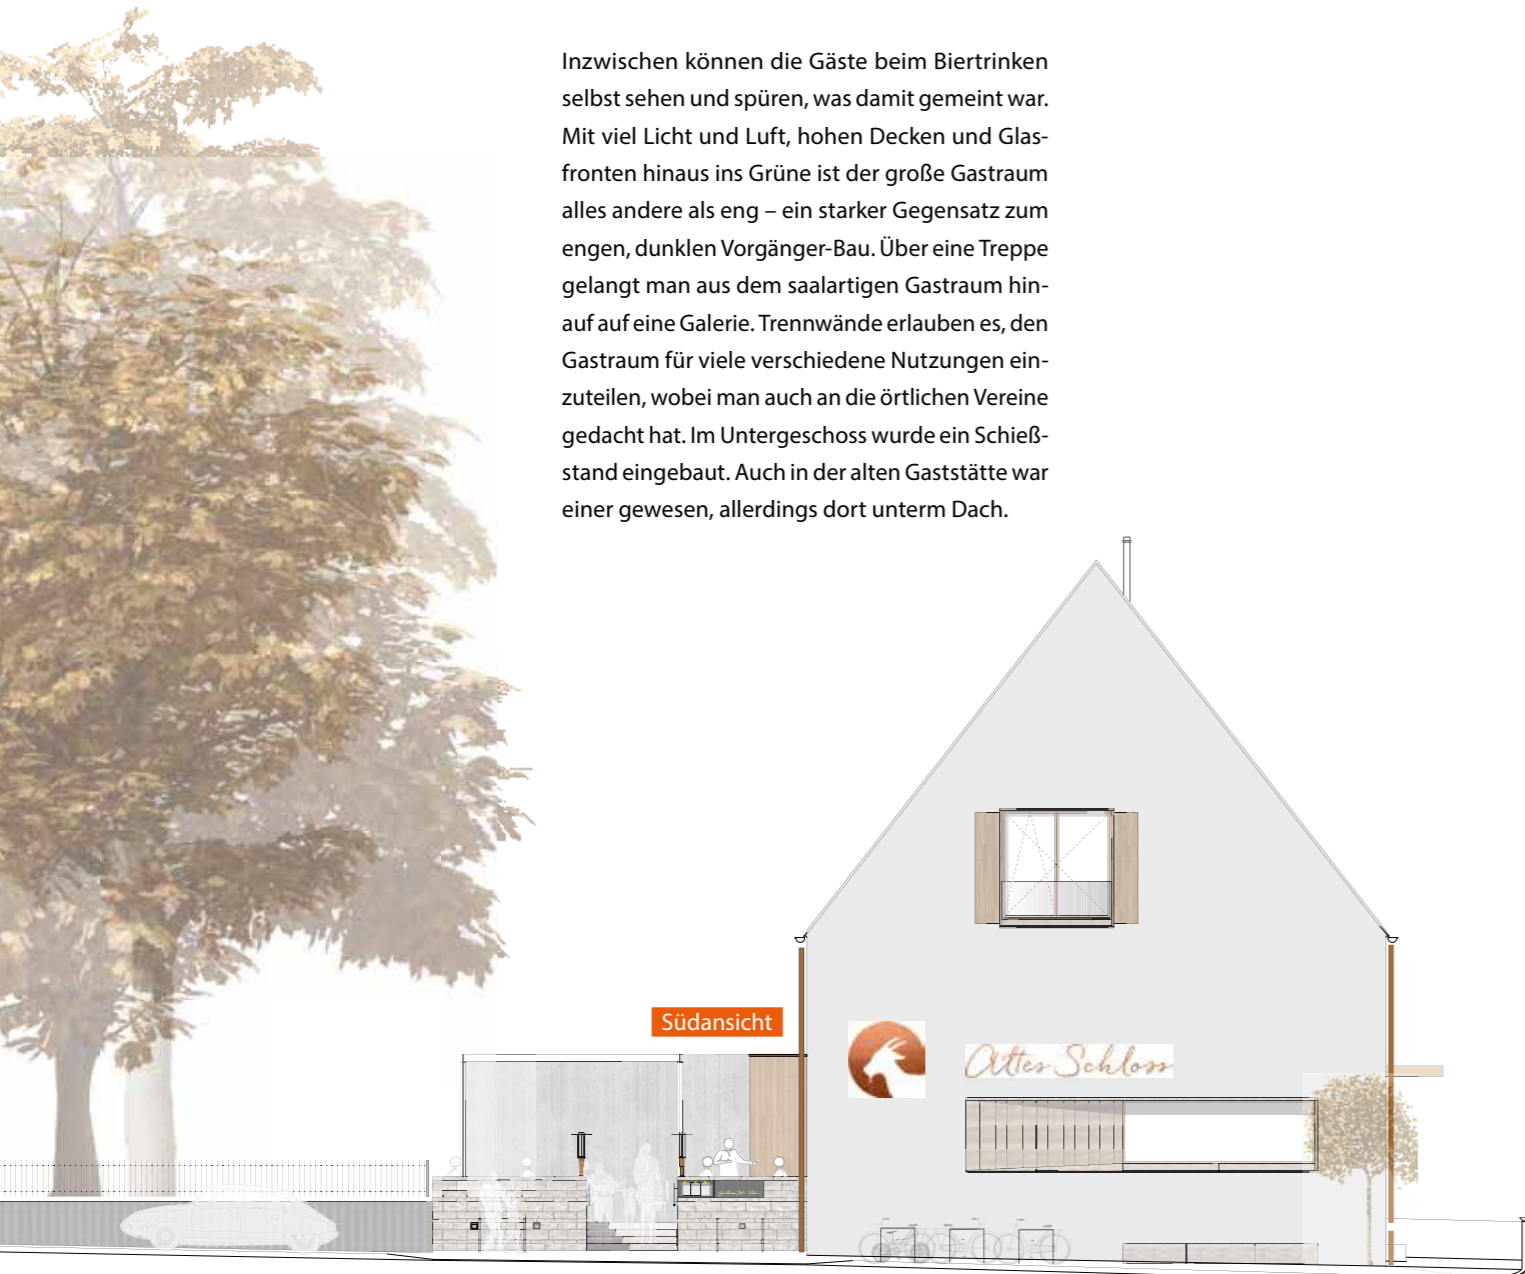 Inzwischen können die Gäste beim Biertrinken
selbst sehen und spüren, was damit gemeint war.
Mit viel Licht und Luft, hohen Decken und Glas-
fronten hinaus ins Grüne ist der große Gastraum
alles andere als eng – ein starker Gegensatz zum
engen, dunklen Vorgänger-Bau. Über eine Treppe
gelangt man aus dem saalartigen Gastraum hin-
auf auf eine Galerie. Trennwände erlauben es, den
Gastraum für viele verschiedene Nutzungen ein-
zuteilen, wobei man auch an die örtlichen Vereine
gedacht hat. Im Untergeschoss wurde ein Schieß-
stand eingebaut. Auch in der alten Gaststätte war
einer gewesen, allerdings dort unterm Dach.
Südansicht
Altes Schloss